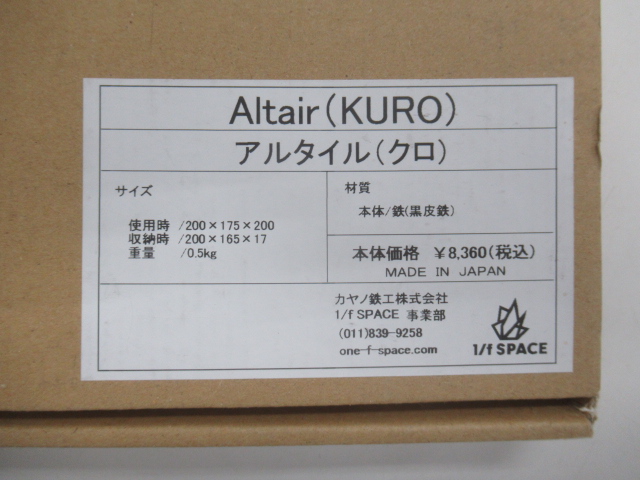 Altair(KURO)
アルタイル(クロ)
サイズ
使用時 /200×175×200
収納時 /200×165×17
重量 /0.5kg
材質
本体/鉄(黒皮鉄)
本体価格 ¥8,360(税込)
MADE IN JAPAN
カヤノ鉄工株式会社
1/f SPACE 事業部
(011)839-9258
one-f-space.com
1/f SPACE